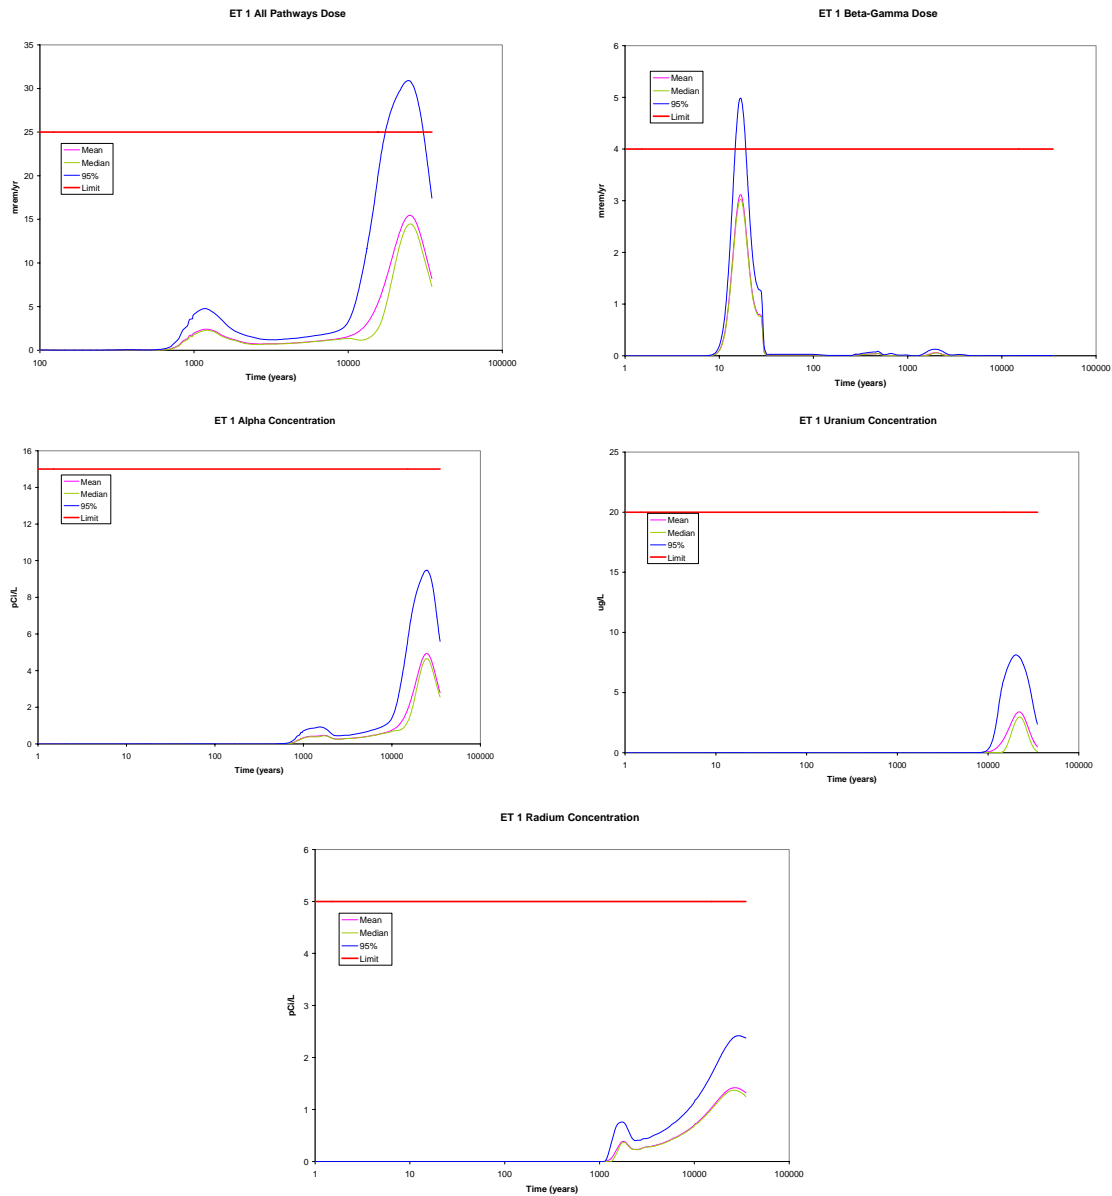 ET 1 All Pathways Dose
35
30
25
20
15
10
5
0
mrem/yr
Mean
Median
95%
Limit
100 1000 10000 100000
Time (years)
ET 1 Beta-Gamma Dose
6
5
4
3
2
1
0
mrem/yr
Mean
Median
95%
Limit
1 10 100 1000 10000 100000
Time (years)
ET 1 Alpha Concentration
16
14
12
10
8
6
4
2
0
pCi/L
Mean
Median
95%
Limit
1 10 100 1000 10000 100000
Time (years)
ET 1 Uranium Concentration
25
20
15
10
5
0
ug/L
Mean
Median
95%
Limit
1 10 100 1000 10000 100000
Time (years)
ET 1 Radium Concentration
6
5
4
3
2
1
0
pCi/L
Mean
Median
95%
Limit
1 10 100 1000 10000 100000
Time (years)